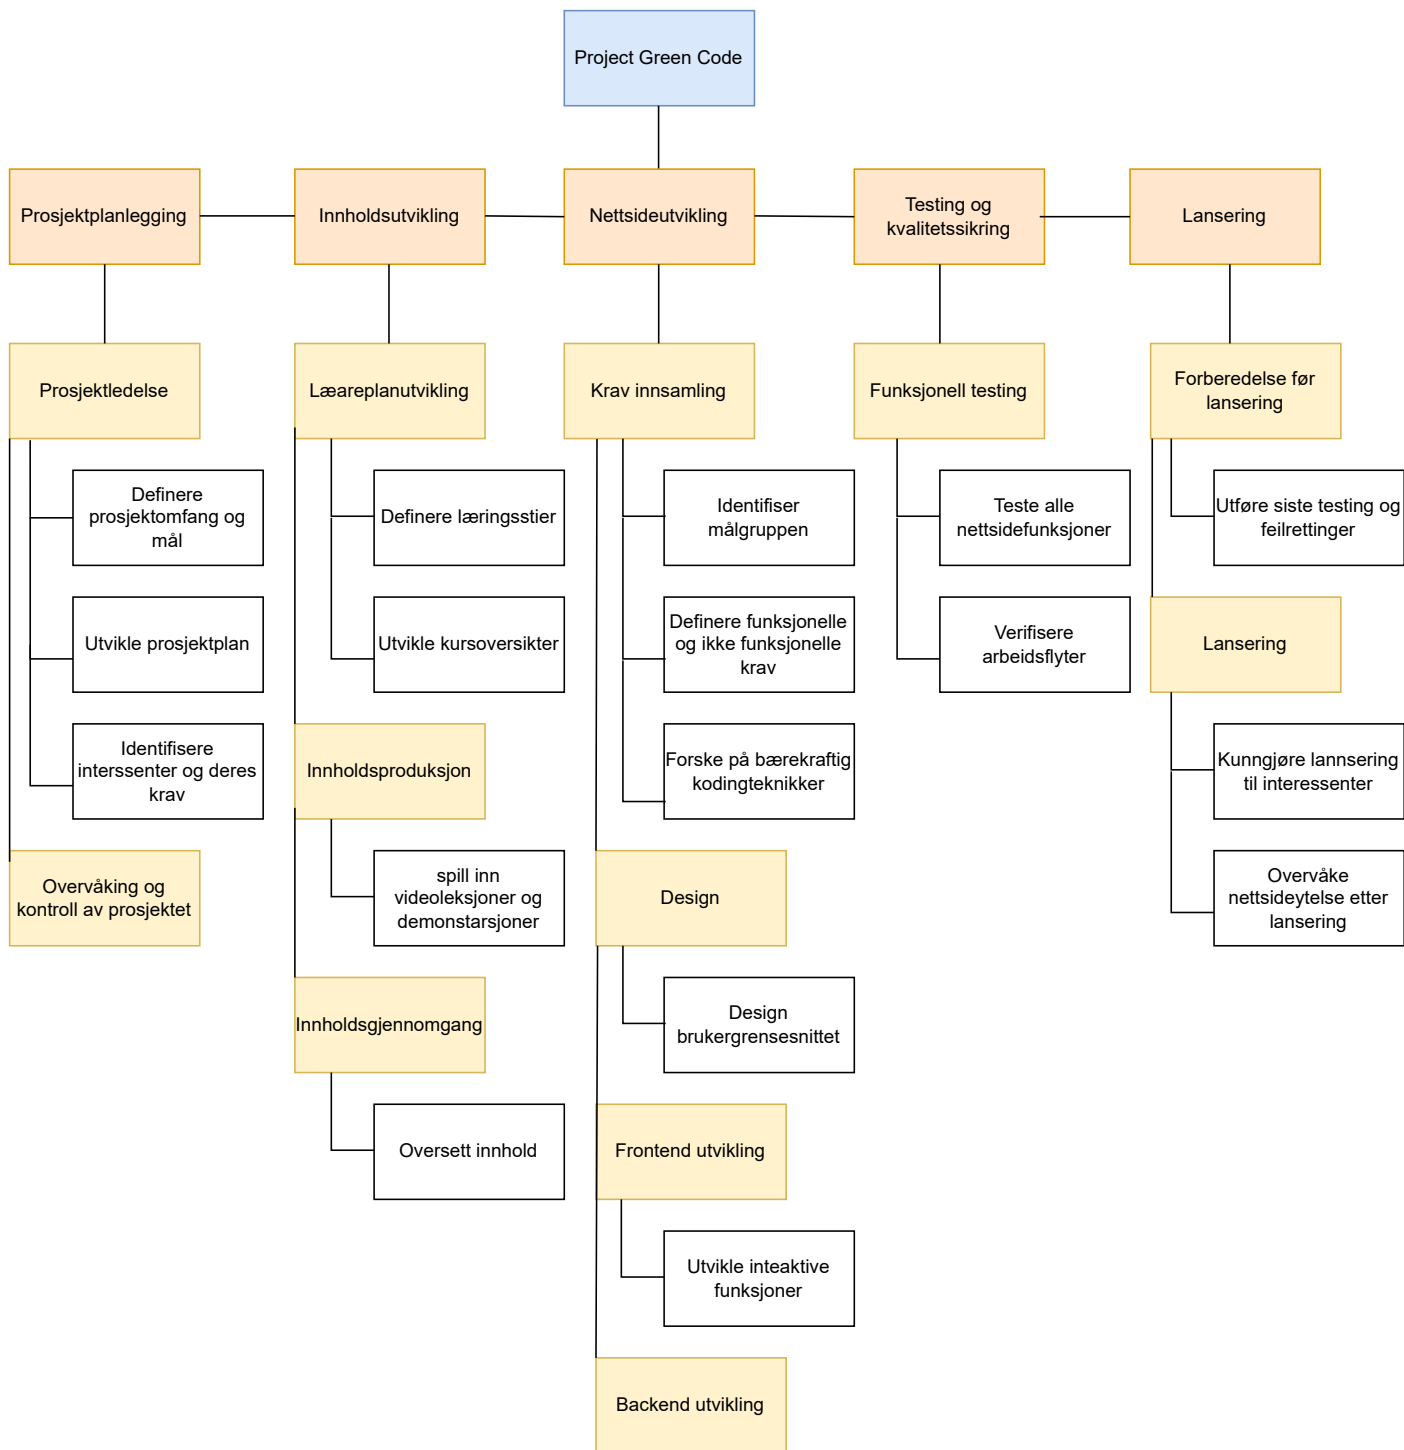 Project Green Code
Prosjektplanlegging
Innholdsutvikling
Nettsideutvikling
Testing og
kvalitetssikring
Lansering
Prosjektledelse
Læareplanutvikling
Krav innsamling
Funksjonell testing
Forberedelse før
lansering
Definere
prosjektomfang og
mål
Definere læringsstier
Identifiser
målgruppen
Teste alle
nettsidefunksjoner
Utføre siste testing og
feilrettinger
Utvikle prosjektplan
Utvikle kursoversikter
Definere funksjonelle
og ikke funksjonelle
krav
Verifisere
arbeidsflyter
Lansering
Identifisere
interssenter og deres
krav
Innholdsproduksjon
Forske på bærekraftig
kodingteknikker
Kunngjøre lannsering
til interessenter
Overvåking og
kontroll av prosjektet
spill inn
videoleksjoner og
demonstarsjoner
Design
Overvåke
nettsideytelse etter
lansering
Innholdsgjennomgang
Design
brukergrensesnittet
Oversett innhold
Frontend utvikling
Utvikle inteaktive
funksjoner
Backend utvikling